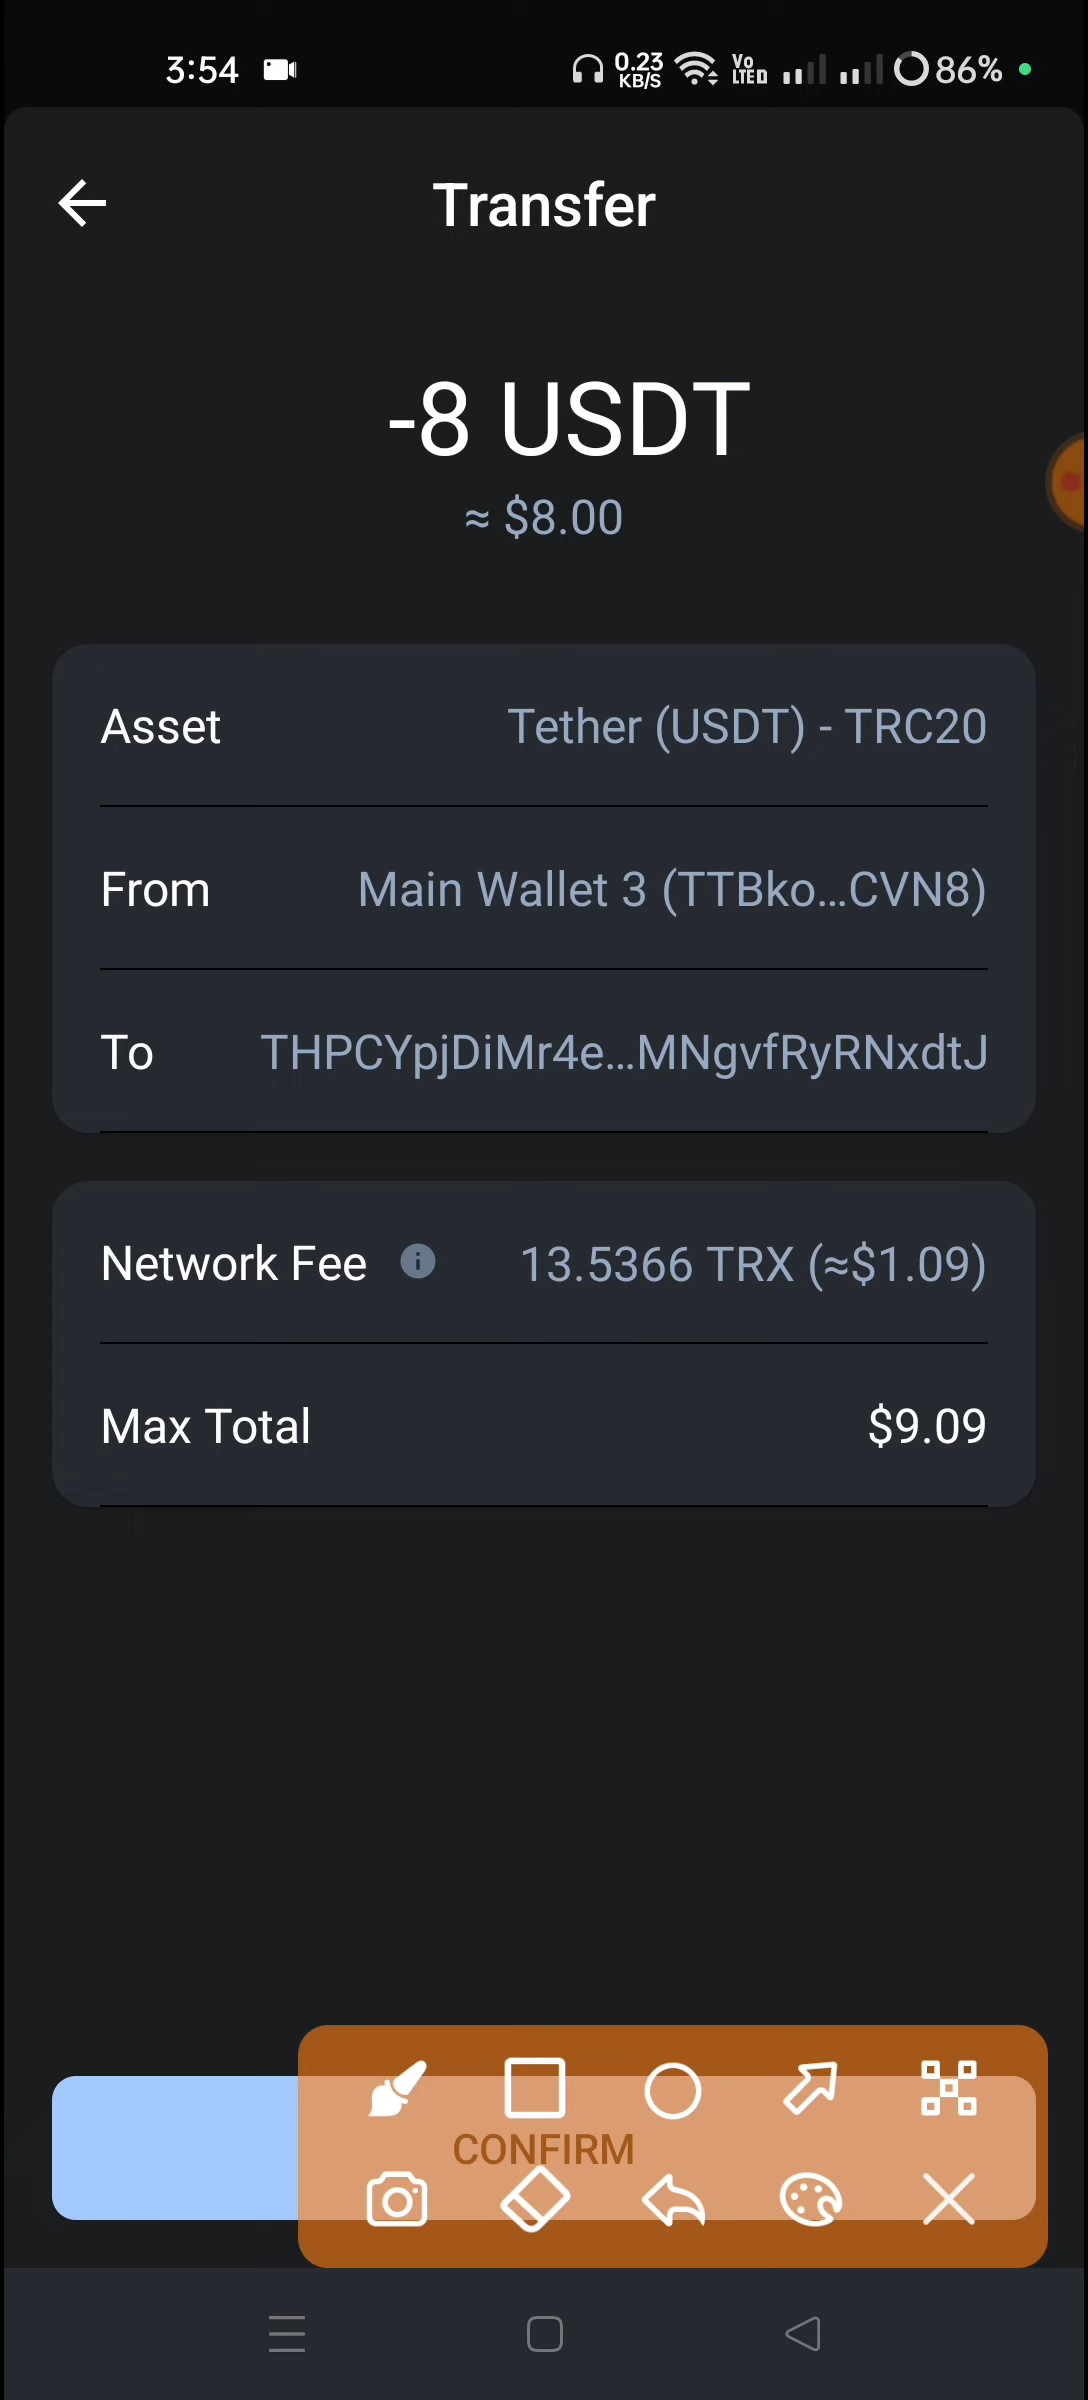 3:54
0.23 KB/S
Vo LTE
86%
Transfer
-8 USDT
≈ $8.00
Asset Tether (USDT) - TRC20
From Main Wallet 3 (TTBko...CVN8)
To THPCYpjDiMr4e...MNgvfRyRNxdtJ
Network Fee 13.5366 TRX (≈$1.09)
Max Total $9.09
CONFIRM